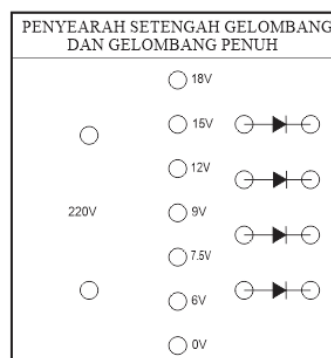 PENYEARAH SETENGAH GELOMBANG
DAN GELOMBANG PENUH
18V
15V
12V
220V
9V
7.5V
6V
0V